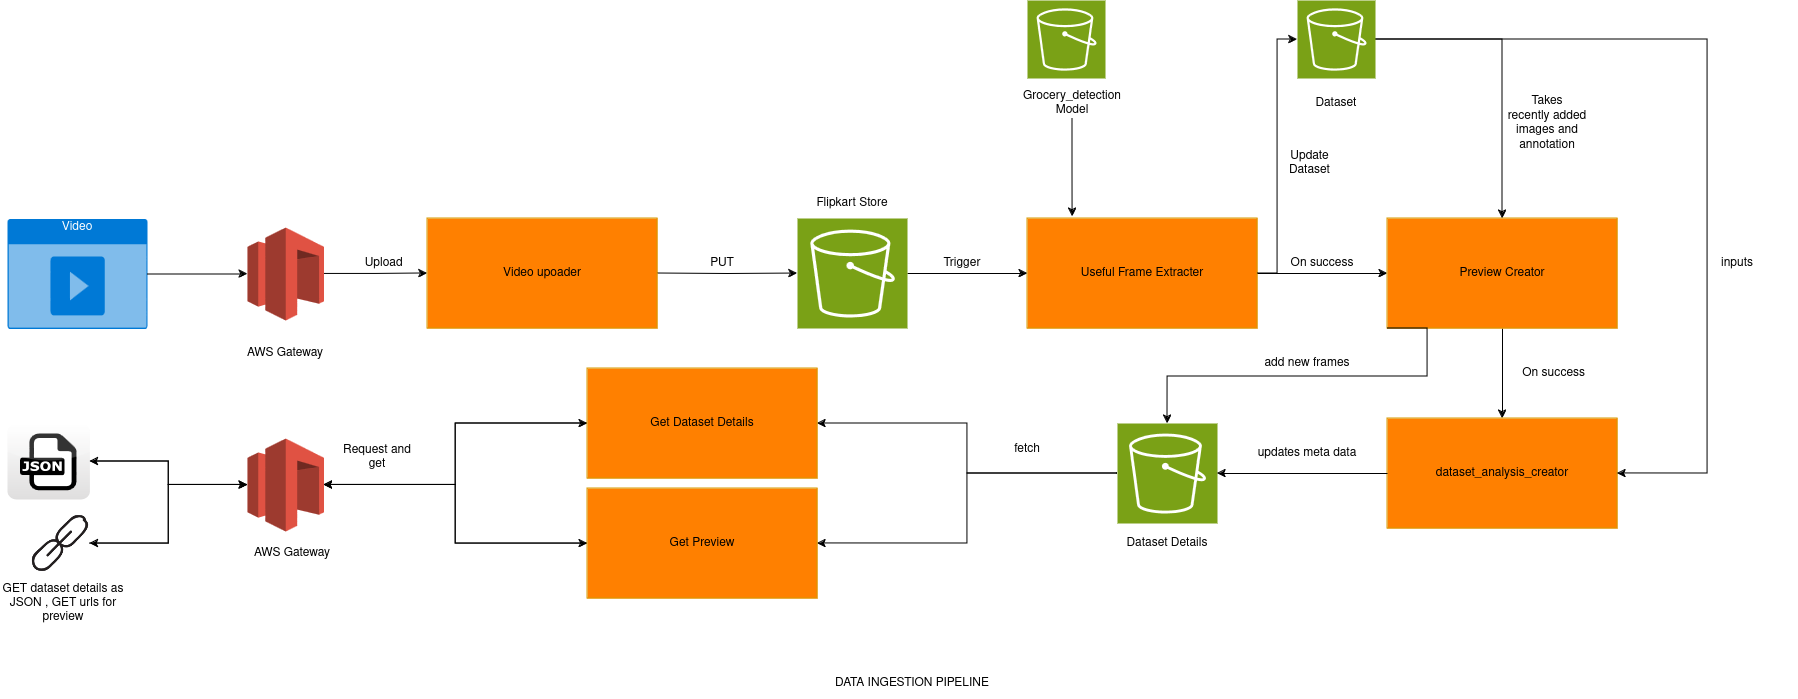 Grocery_detection
Model
Dataset
Takes
recently added
images and
annotation
Update
Dataset
Video
Flipkart Store
Upload
Video upoader
PUT
Trigger
Useful Frame Extracter
On success
Preview Creator
inputs
AWS Gateway
add new frames
On success
Get Dataset Details
Request and
get
fetch
updates meta data
dataset_analysis_creator
JSON
Get Preview
Dataset Details
AWS Gateway
GET dataset details as
JSON , GET urls for
preview
DATA INGESTION PIPELINE